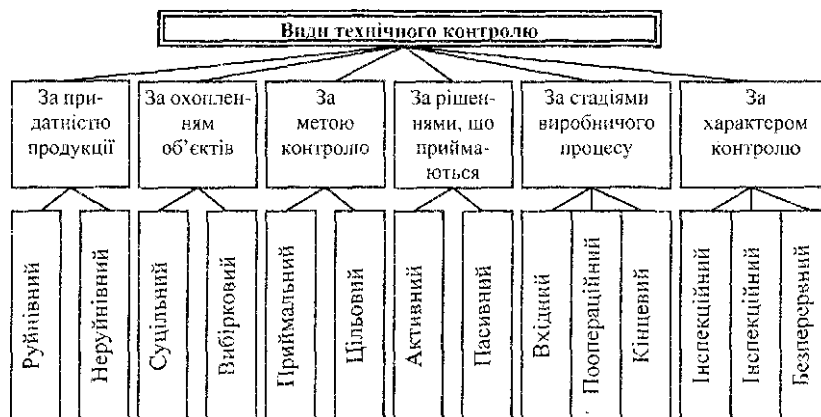 Види технічного контролю
За при-
датністю
продукції
За охоплен-
ням
об’єктів
За
метою
контролю
За рішен-
нями, що
прийма-
ються
За стадіями
виробничого
процесу
За
характером
контролю
Руйнівний
Неруйнівний
Суцільний
Вибірковий
Приймальний
Цільовий
Активний
Пасивний
Вхідний
Поопераційний
Кінцевий
Інспекційний
Інспекційний
Безперервний